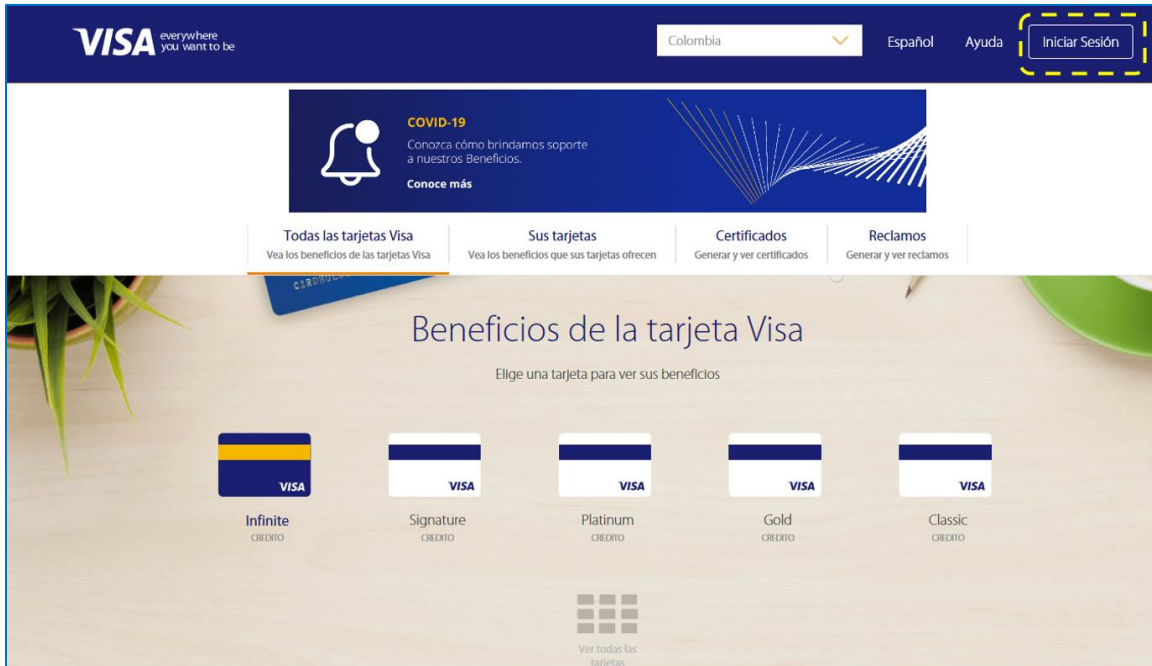 VISA everywhere
you want to be
Colombia
Español
Ayuda
Iniciar Sesión
COVID-19
Conozca cómo brindamos soporte
a nuestros Beneficios.
Conoce más
Todas las tarjetas Visa
Vea los beneficios de las tarjetas Visa
Sus tarjetas
Vea los beneficios que sus tarjetas ofrecen
Certificados
Generar y ver certificados
Reclamos
Generar y ver reclamos
Beneficios de la tarjeta Visa
Elige una tarjeta para ver sus beneficios
VISA
Infinite
CREDITO
VISA
Signature
CREDITO
VISA
Platinum
CREDITO
VISA
Gold
CREDITO
VISA
Classic
CREDITO
Ver todas las
tarjetas